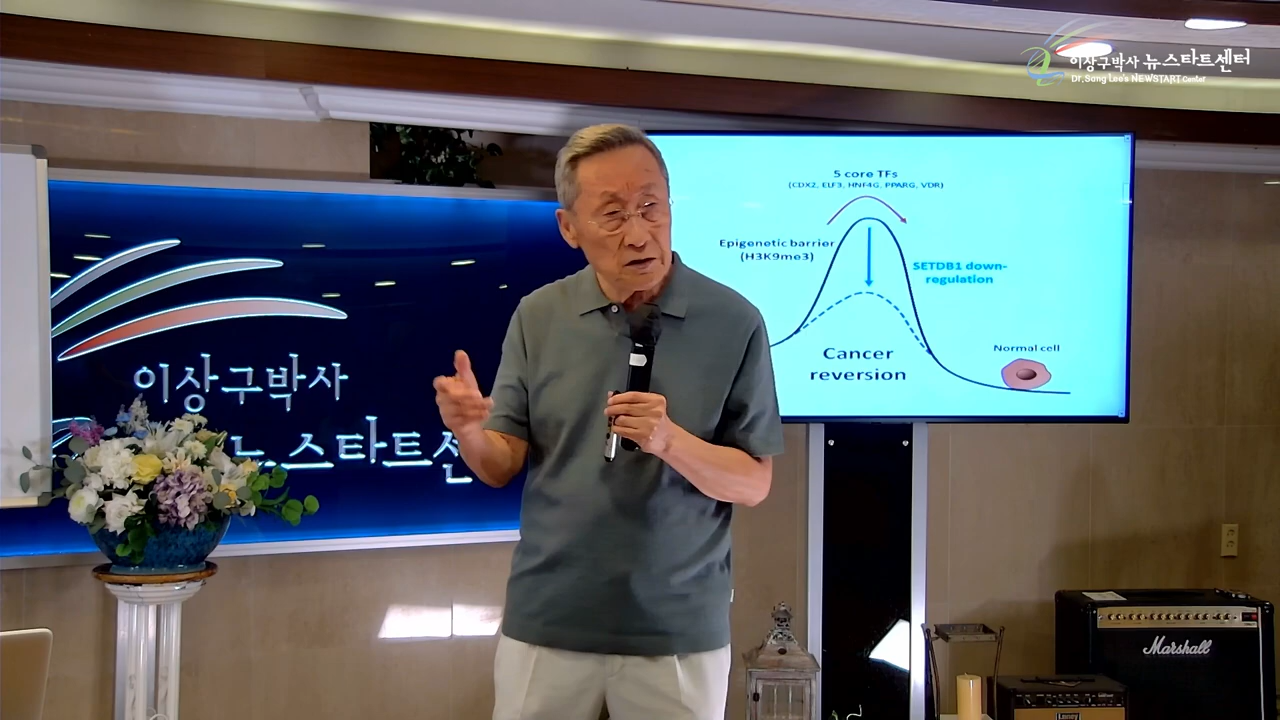 이상구박사 뉴스타트센터
Dr. Sang Lee's NEWSTART Center
5 core TFs
(CDX2, ELF3, HNF4G, PPARG, VDR)
Epigenetic barrier
(H3K9me3)
SETDB1 down-
regulation
Cancer
reversion
Normal cell
이상구박사
뉴스타트센
Marshall
Laney